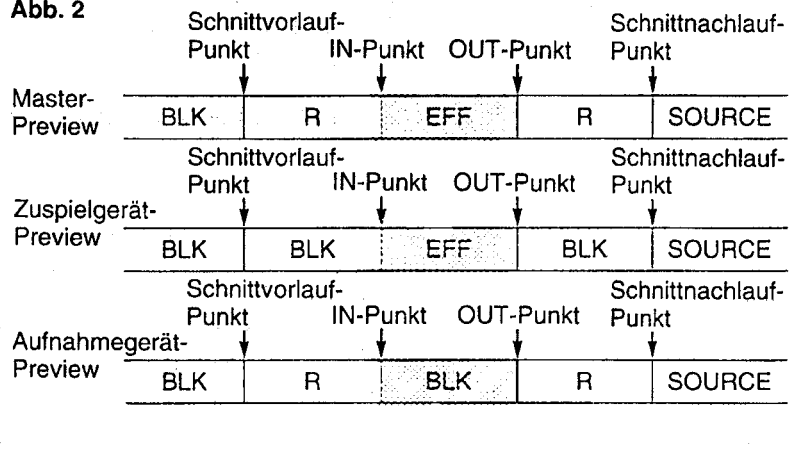 Abb. 2
Schnittvorlauf- Schnittnachlauf-
Punkt IN-Punkt OUT-Punkt Punkt
Master-
Preview
BLK R EFF R SOURCE
Schnittvorlauf- Schnittnachlauf-
Punkt IN-Punkt OUT-Punkt Punkt
Zuspielgerät-
Preview
BLK BLK EFF BLK SOURCE
Schnittvorlauf- Schnittnachlauf-
Punkt IN-Punkt OUT-Punkt Punkt
Aufnahmegerät-
Preview
BLK R BLK R SOURCE